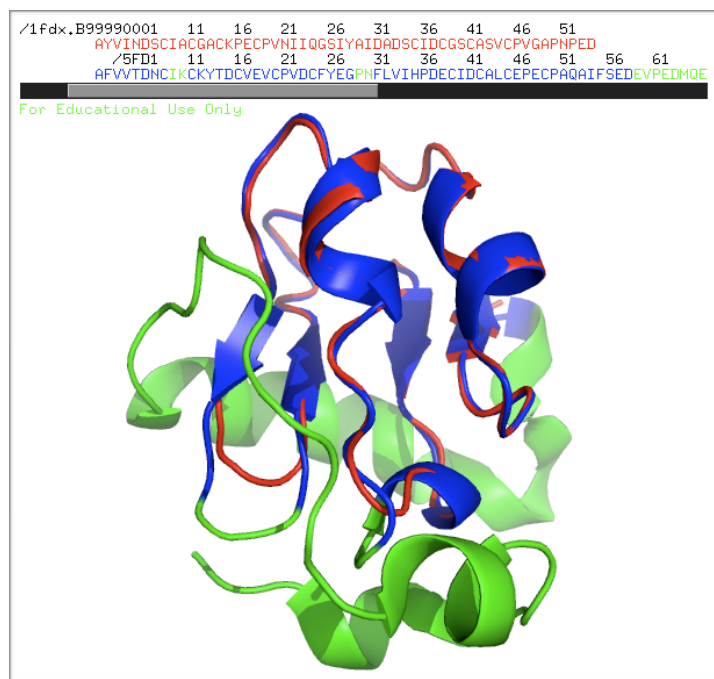 /1fdx.B99990001 11 16 21 26 31 36 41 46 51
AYVINDSCIACGACKPECPVNIIQGSIYAIDADSCIDCGSCASVCPVGAPNPED
/5FD1 11 16 21 26 31 36 41 46 51 56 61
AFVVTDNCIKCKYTDCVEVCPVDCFYEGPNFLVIHPDECIDCALCEPECPAQAIFSEDEVPEDMQE
For Educational Use Only